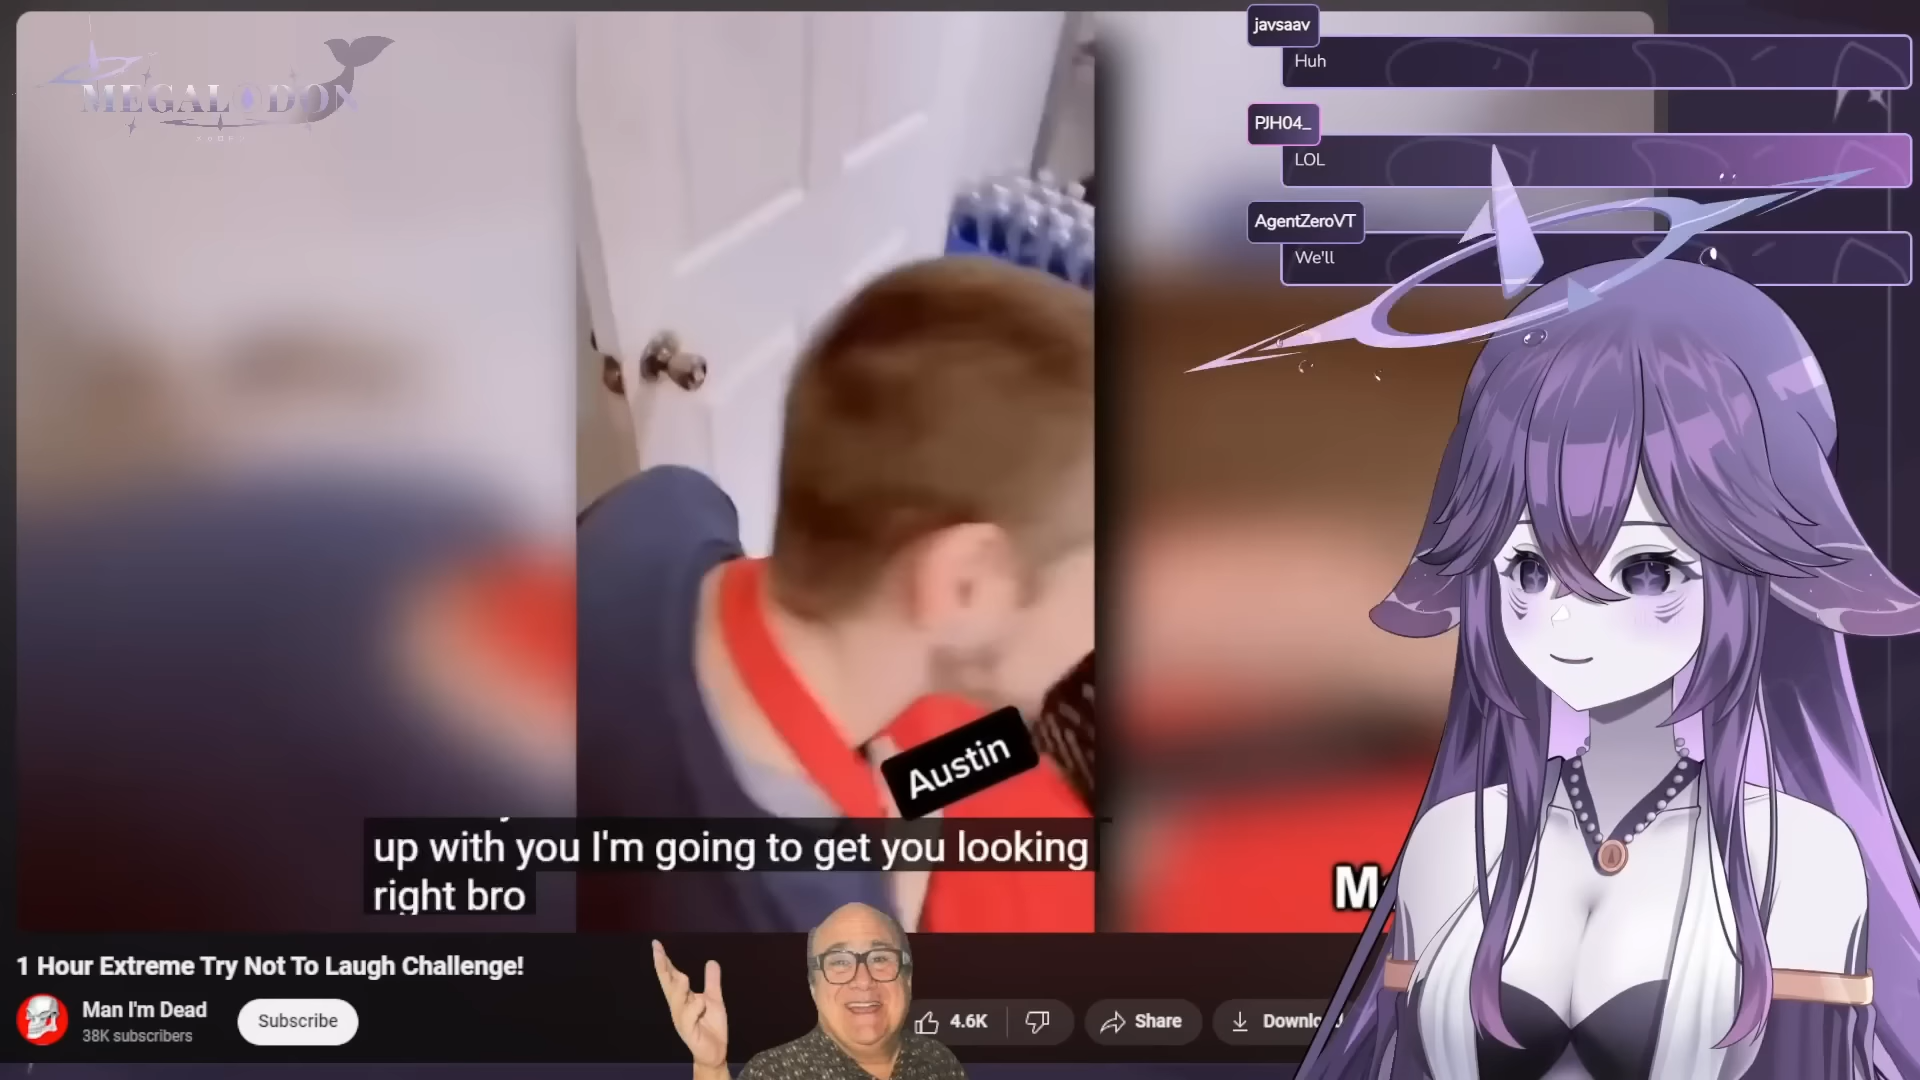 MEGALODON
javsaav
Huh
PJH04_
LOL
AgentZeroVT
We'll
Austin
up with you I'm going to get you looking
right bro
1 Hour Extreme Try Not To Laugh Challenge!
Man I'm Dead
38K subscribers
Subscribe
4.6K
Share